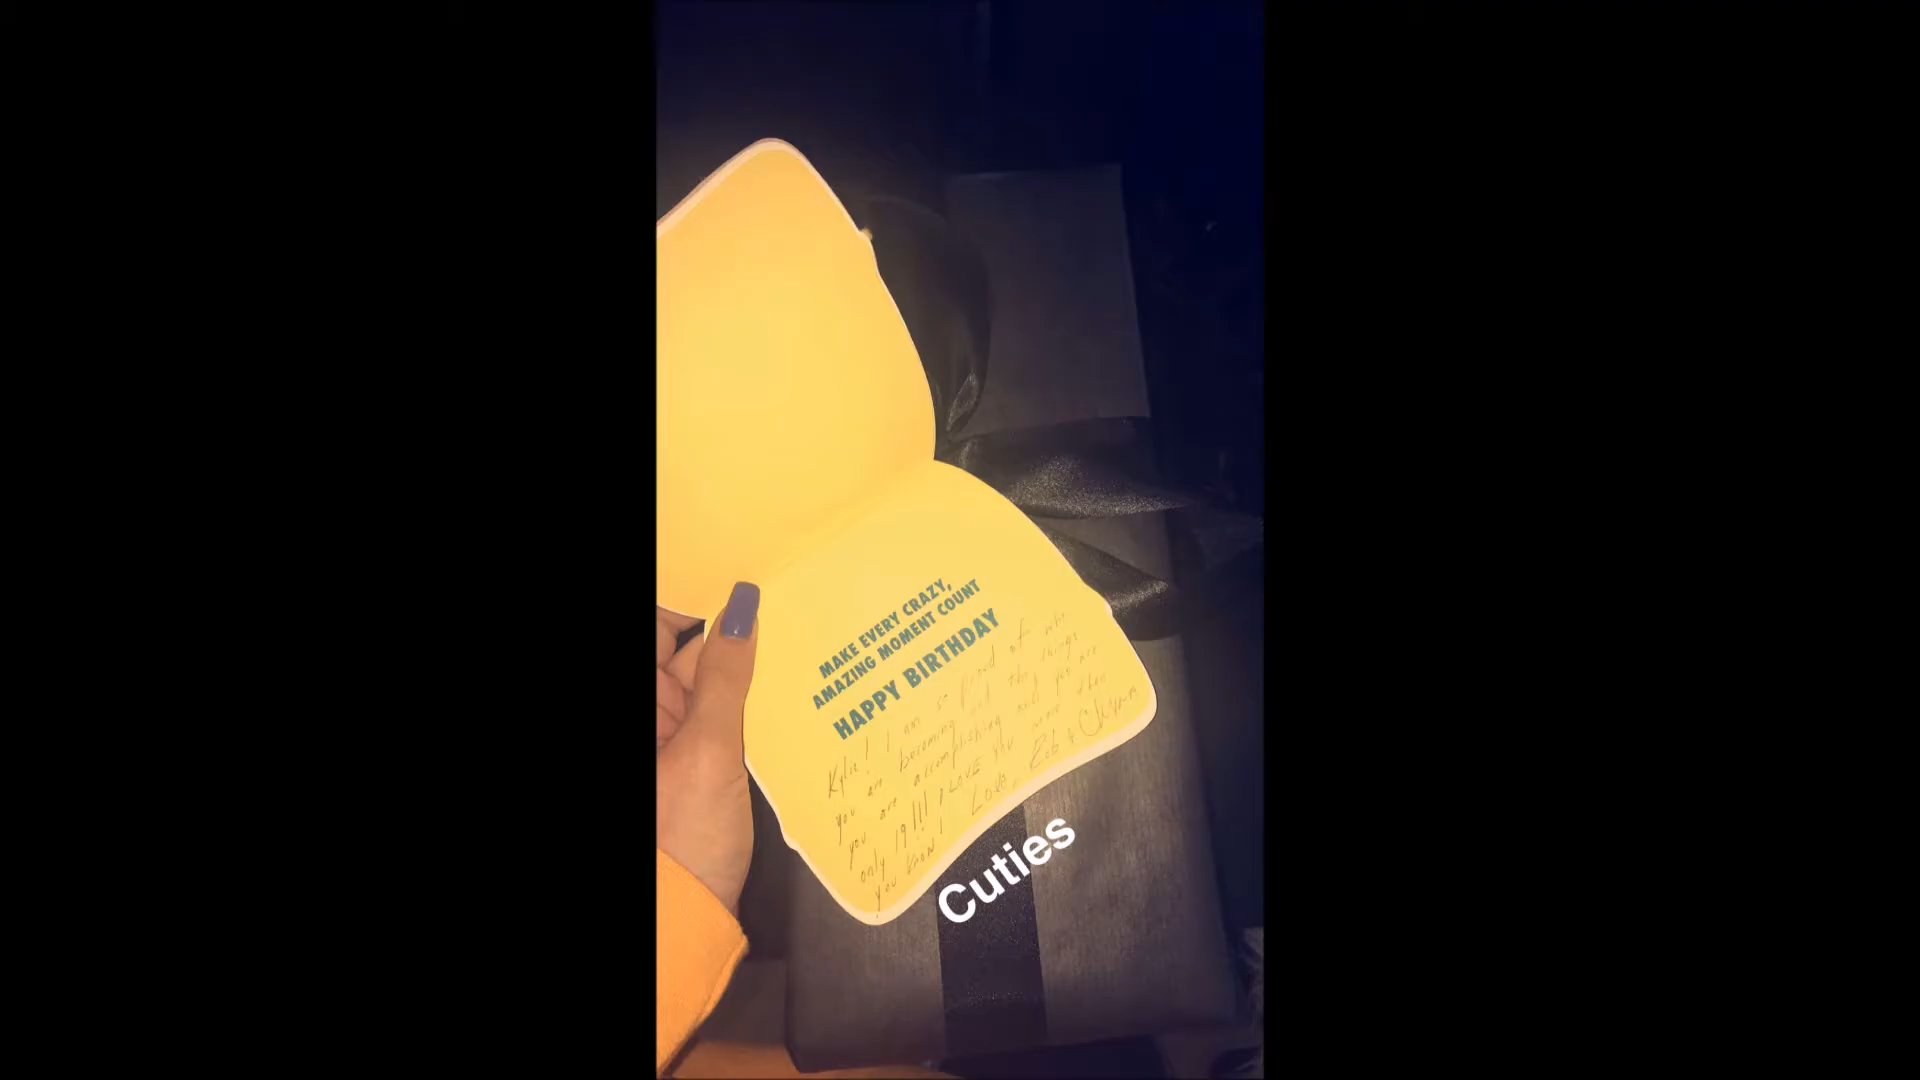 MAKE EVERY CRAZY,
AMAZING MOMENT COUNT
HAPPY BIRTHDAY
Kylie! I am so proud of who
you are becoming and the things
you are accomplishing and you are
only 19!!! I LOVE you more then
you know! Love, Rob & Chyna
Cuties